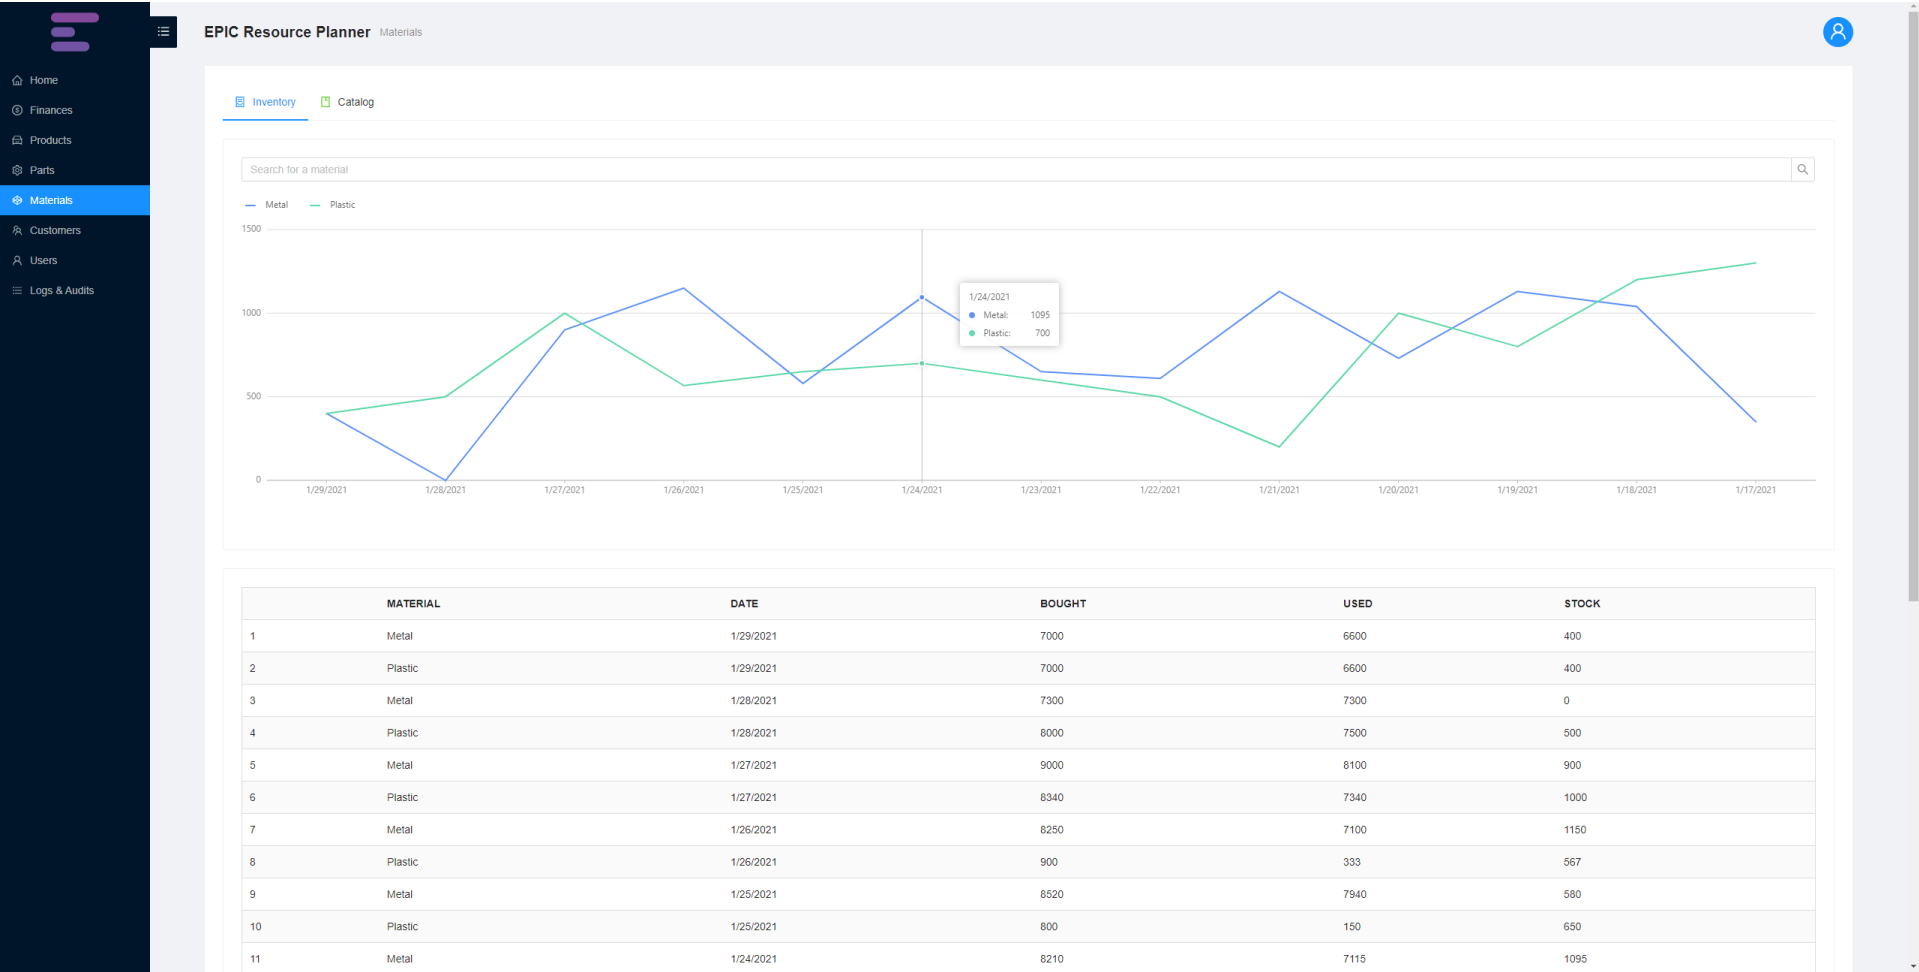 EPIC Resource Planner Materials
Home
Finances
Products
Parts
Materials
Customers
Users
Logs & Audits
Inventory Catalog
Search for a material
Metal Plastic
1500
1000
500
0
1/24/2021
Metal: 1095
Plastic: 700
1/29/2021 1/28/2021 1/27/2021 1/26/2021 1/25/2021 1/24/2021 1/23/2021 1/22/2021 1/21/2021 1/20/2021 1/19/2021 1/18/2021 1/17/2021
MATERIAL DATE BOUGHT USED STOCK
1 Metal 1/29/2021 7000 6600 400
2 Plastic 1/29/2021 7000 6600 400
3 Metal 1/28/2021 7300 7300 0
4 Plastic 1/28/2021 8000 7500 500
5 Metal 1/27/2021 9000 8100 900
6 Plastic 1/27/2021 8340 7340 1000
7 Metal 1/26/2021 8250 7100 1150
8 Plastic 1/26/2021 900 333 567
9 Metal 1/25/2021 8520 7940 580
10 Plastic 1/25/2021 800 150 650
11 Metal 1/24/2021 8210 7115 1095